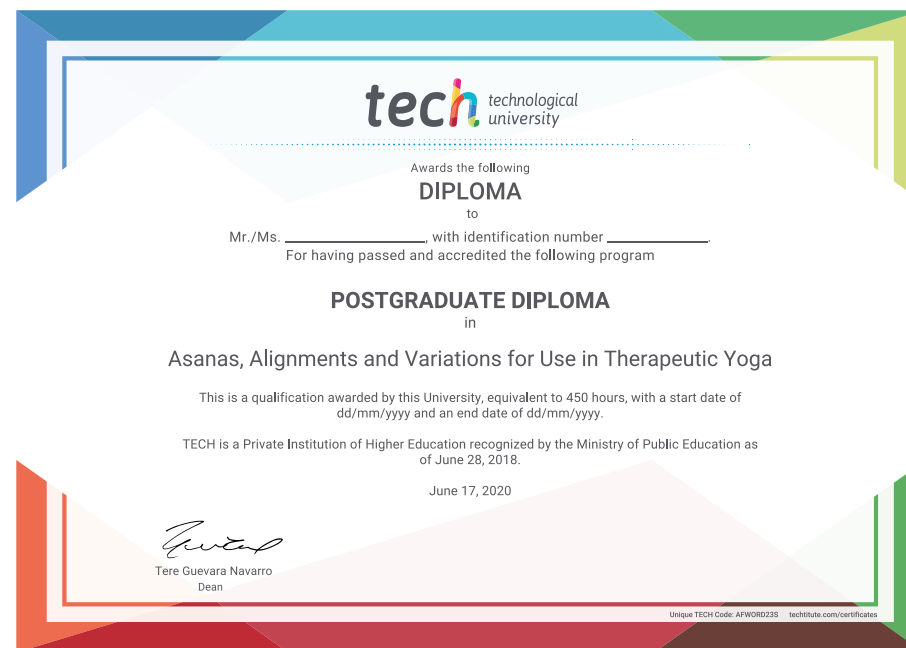 tech technological
university
Awards the following
DIPLOMA
to
Mr./Ms. ____________, with identification number ____________.
For having passed and accredited the following program
POSTGRADUATE DIPLOMA
in
Asanas, Alignments and Variations for Use in Therapeutic Yoga
This is a qualification awarded by this University, equivalent to 450 hours, with a start date of
dd/mm/yyyy and an end date of dd/mm/yyyy.
TECH is a Private Institution of Higher Education recognized by the Ministry of Public Education as
of June 28, 2018.
June 17, 2020
Tere Guevara Navarro
Dean
Unique TECH Code: AFWORD23S techtitute.com/certificates